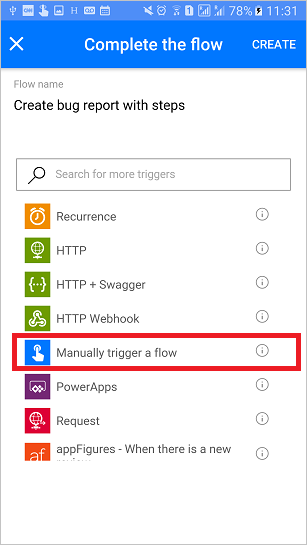 78% 11:31
Complete the flow CREATE
Flow name
Create bug report with steps
Search for more triggers
Recurrence
HTTP
HTTP + Swagger
HTTP Webhook
Manually trigger a flow
PowerApps
Request
af appFigures - When there is a new